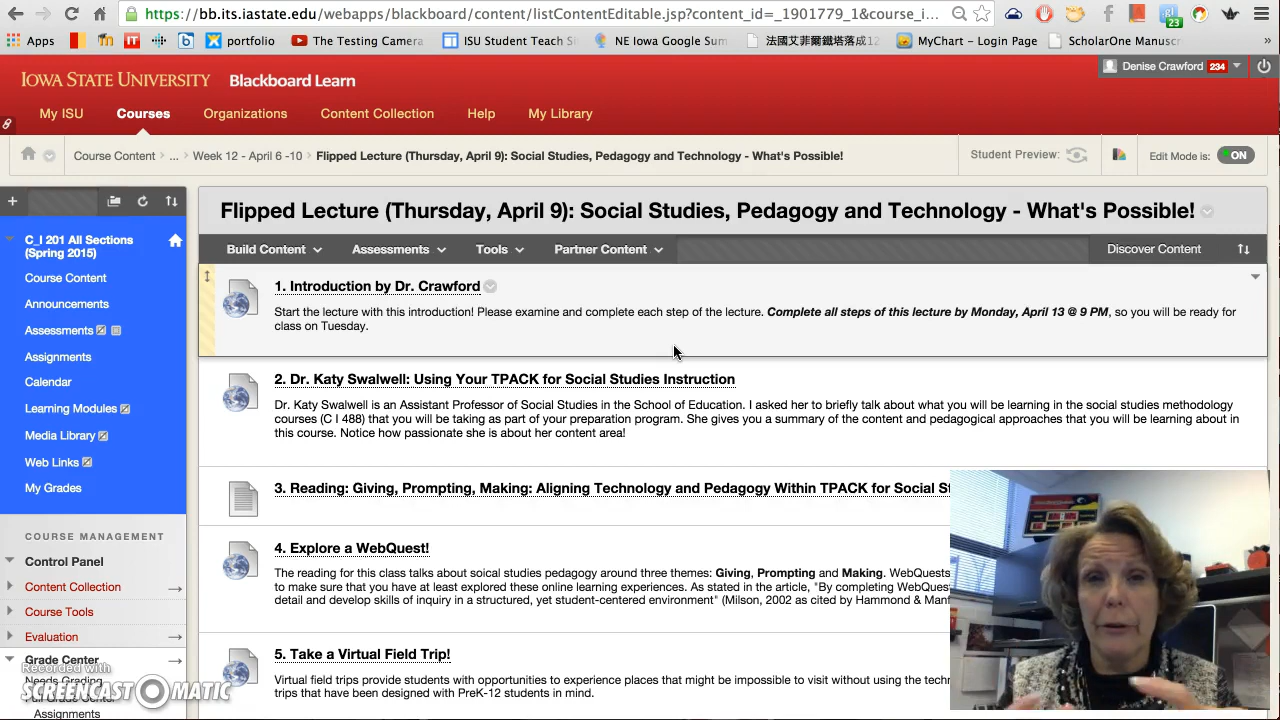 https://bb.its.iastate.edu/webapps/blackboard/content/listContentEditable.jsp?content_id=_1901779_1&course_i...
Apps
portfolio
The Testing Camera
ISU Student Teach Si
NE Iowa Google Sum
法國艾菲爾鐵塔落成12
MyChart - Login Page
ScholarOne Manuscr
»
23
IOWA STATE UNIVERSITY Blackboard Learn
Denise Crawford 234
My ISU Courses Organizations Content Collection Help My Library
Course Content ... Week 12 - April 6 -10 Flipped Lecture (Thursday, April 9): Social Studies, Pedagogy and Technology - What's Possible!
Student Preview:
Edit Mode is: ON
C_I 201 All Sections
(Spring 2015)
Course Content
Announcements
Assessments
Assignments
Calendar
Learning Modules
Media Library
Web Links
My Grades
COURSE MANAGEMENT
Control Panel
Content Collection
Course Tools
Evaluation
Grade Center
Needs Grading
Full Grade Center
Assignments
Recorded with
SCREENCAST MATIC
Flipped Lecture (Thursday, April 9): Social Studies, Pedagogy and Technology - What's Possible!
Build Content Assessments Tools Partner Content Discover Content
1. Introduction by Dr. Crawford
Start the lecture with this introduction! Please examine and complete each step of the lecture. Complete all steps of this lecture by Monday, April 13 @ 9 PM, so you will be ready for
class on Tuesday.
2. Dr. Katy Swalwell: Using Your TPACK for Social Studies Instruction
Dr. Katy Swalwell is an Assistant Professor of Social Studies in the School of Education. I asked her to briefly talk about what you will be learning in the social studies methodology
courses (C I 488) that you will be taking as part of your preparation program. She gives you a summary of the content and pedagogical approaches that you will be learning about in
this course. Notice how passionate she is about her content area!
3. Reading: Giving, Prompting, Making: Aligning Technology and Pedagogy Within TPACK for Social St
4. Explore a WebQuest!
The reading for this class talks about soicial studies pedagogy around three themes: Giving, Prompting and Making. WebQuests
to make sure that you have at least explored these online learning experiences. As stated in the article, "By completing WebQues
detail and develop skills of inquiry in a structured, yet student-centered environment" (Milson, 2002 as cited by Hammond & Manf
5. Take a Virtual Field Trip!
Virtual field trips provide students with opportunities to experience places that might be impossible to visit without using the techn
trips that have been designed with PreK-12 students in mind.